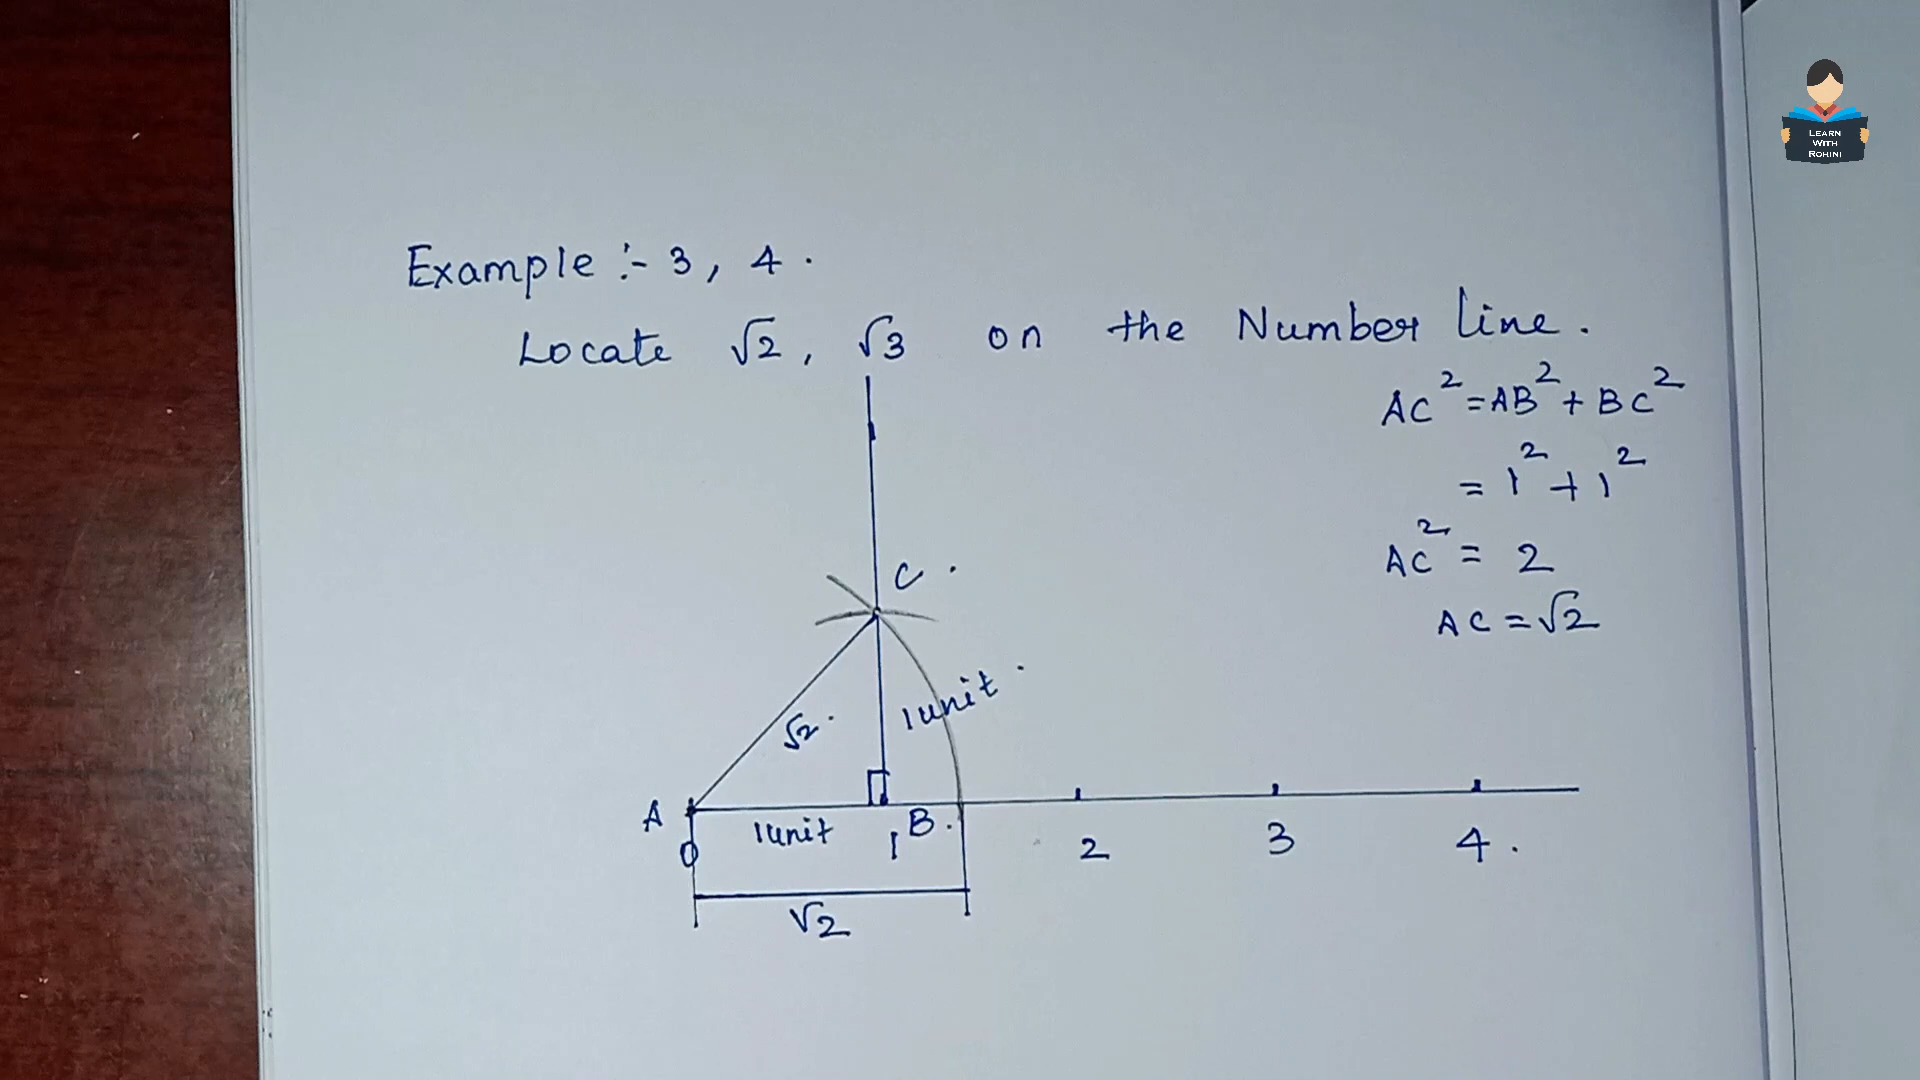 LEARN
WITH
ROHINI
Example :- 3, 4.
Locate √2, √3 on the Number line.
AC² = AB² + BC²
= 1² + 1²
AC² = 2
AC = √2
C.
√2.
1unit.
A
1unit
B.
0
1
2
3
4.
√2